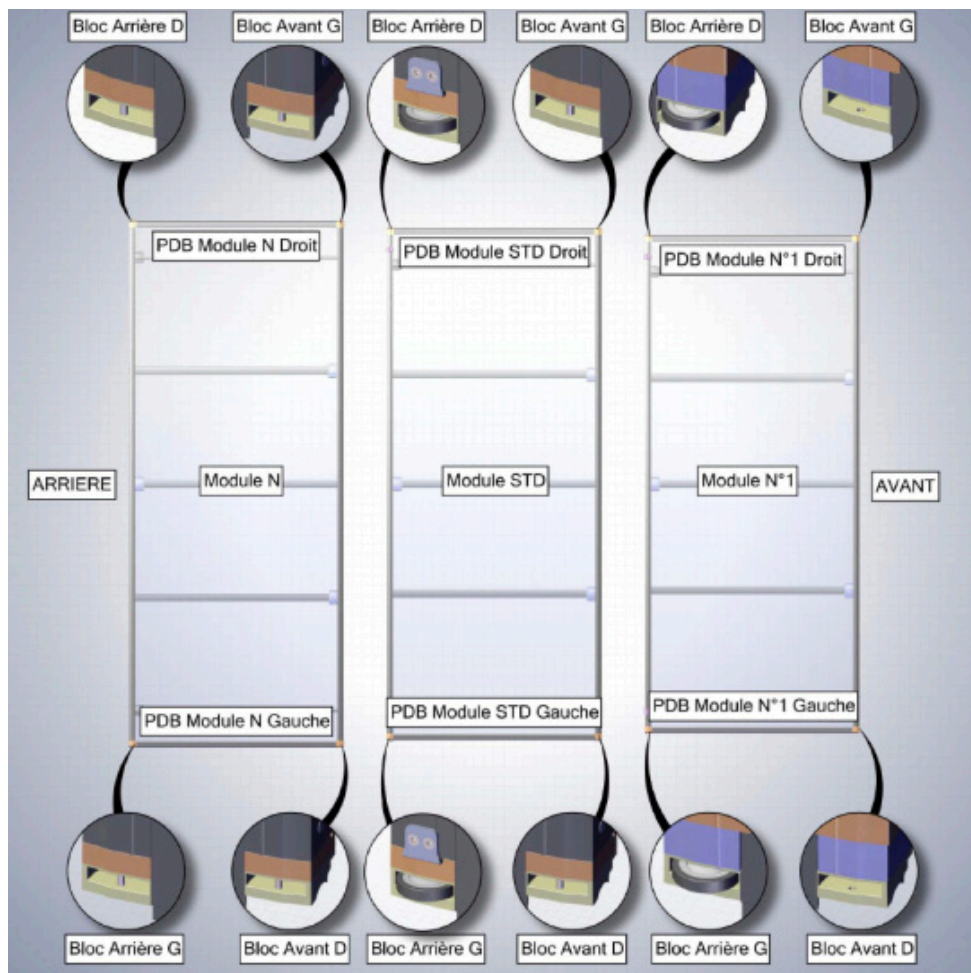 Bloc Arrière D
Bloc Avant G
Bloc Arrière D
Bloc Avant G
Bloc Arrière D
Bloc Avant G
PDB Module N Droit
PDB Module STD Droit
PDB Module N°1 Droit
ARRIERE
Module N
Module STD
Module N°1
AVANT
PDB Module N Gauche
PDB Module STD Gauche
PDB Module N°1 Gauche
Bloc Arrière G
Bloc Avant D
Bloc Arrière G
Bloc Avant D
Bloc Arrière G
Bloc Avant D